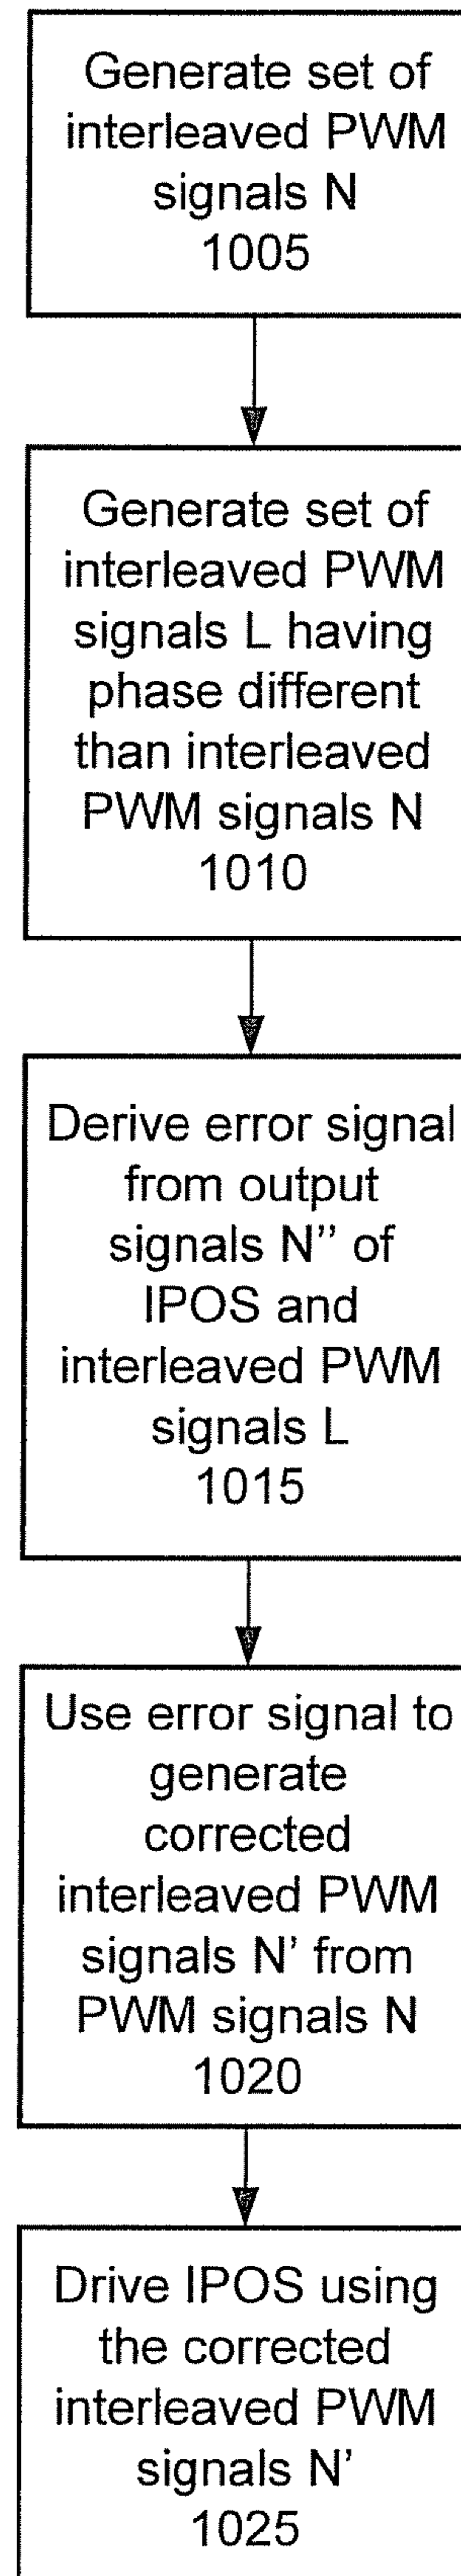 Generate set of
interleaved PWM
signals N
1005
Generate set of
interleaved PWM
signals L having
phase different
than interleaved
PWM signals N
1010
Derive error signal
from output
signals N’’ of
IPOS and
interleaved PWM
signals L
1015
Use error signal to
generate
corrected
interleaved PWM
signals N’ from
PWM signals N
1020
Drive IPOS using
the corrected
interleaved PWM
signals N’
1025